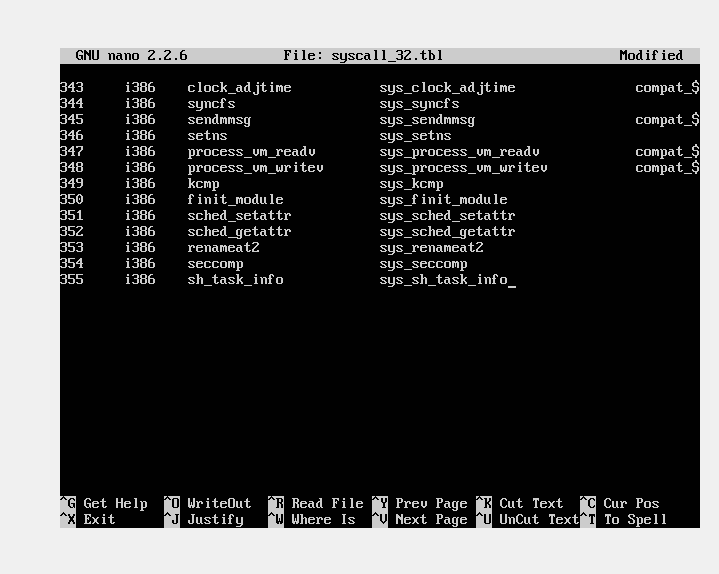 GNU nano 2.2.6 File: syscall_32.tbl Modified
343 i386 clock_adjtime sys_clock_adjtime compat_$
344 i386 syncfs sys_syncfs
345 i386 sendmmsg sys_sendmmsg compat_$
346 i386 setns sys_setns
347 i386 process_vm_readv sys_process_vm_readv compat_$
348 i386 process_vm_writev sys_process_vm_writev compat_$
349 i386 kcmp sys_kcmp
350 i386 finit_module sys_finit_module
351 i386 sched_setattr sys_sched_setattr
352 i386 sched_getattr sys_sched_getattr
353 i386 renameat2 sys_renameat2
354 i386 seccomp sys_seccomp
355 i386 sh_task_info sys_sh_task_info
^G Get Help ^O WriteOut ^R Read File ^Y Prev Page ^K Cut Text ^C Cur Pos
^X Exit ^J Justify ^W Where Is ^V Next Page ^U UnCut Text ^T To Spell